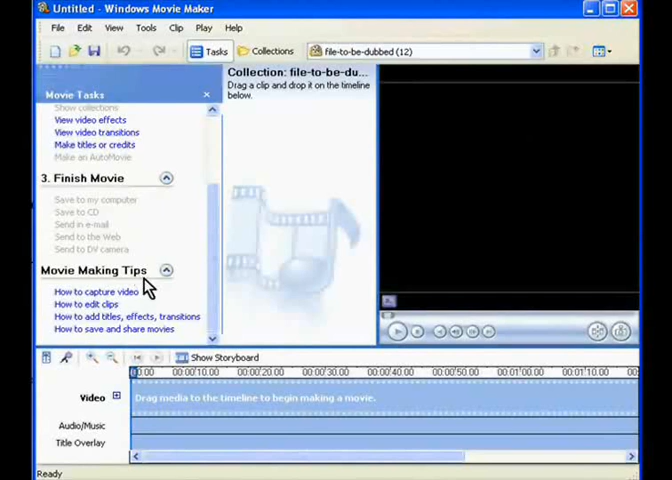 Untitled - Windows Movie Maker
File Edit View Tools Clip Play Help
Tasks Collections file-to-be-dubbed (12)
Movie Tasks
Show collections
View video effects
View video transitions
Make titles or credits
Make an AutoMovie
3. Finish Movie
Save to my computer
Save to CD
Send in e-mail
Send to the Web
Send to DV camera
Movie Making Tips
How to capture video
How to edit clips
How to add titles, effects, transitions
How to save and share movies
Collection: file-to-be-du...
Drag a clip and drop it on the timeline
below.
Show Storyboard
0:00 00:00'10.00 00:00'20.00 00:00'30.00 00:00'40.00 00:00'50.00 00:01'00.00 00:01'10.00 00:0
Video Drag media to the timeline to begin making a movie.
Audio/Music
Title Overlay
Ready